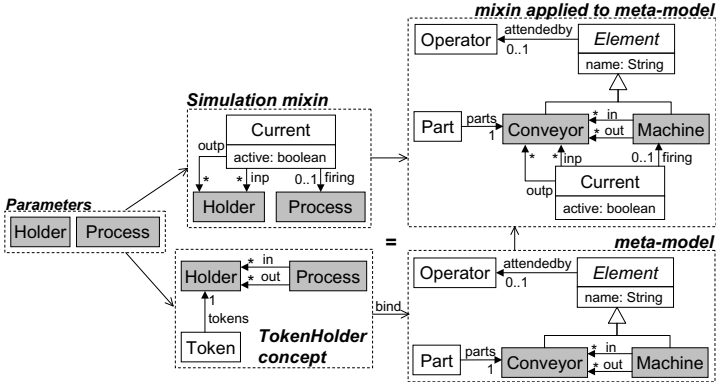 mixin applied to meta-model
Operator
attendedby
0..1
Element
name: String
Simulation mixin
Current
active: boolean
outp
*
* inp
0..1 firing
Holder
Process
Part
parts
1
Conveyor
* in
* out
Machine
*
* inp
0..1 firing
outp
Current
active: boolean
Parameters
Holder
Process
=
meta-model
Holder
* in
* out
Process
1
tokens
Token
TokenHolder
concept
bind
Operator
attendedby
0..1
Element
name: String
Part
parts
1
Conveyor
* in
* out
Machine